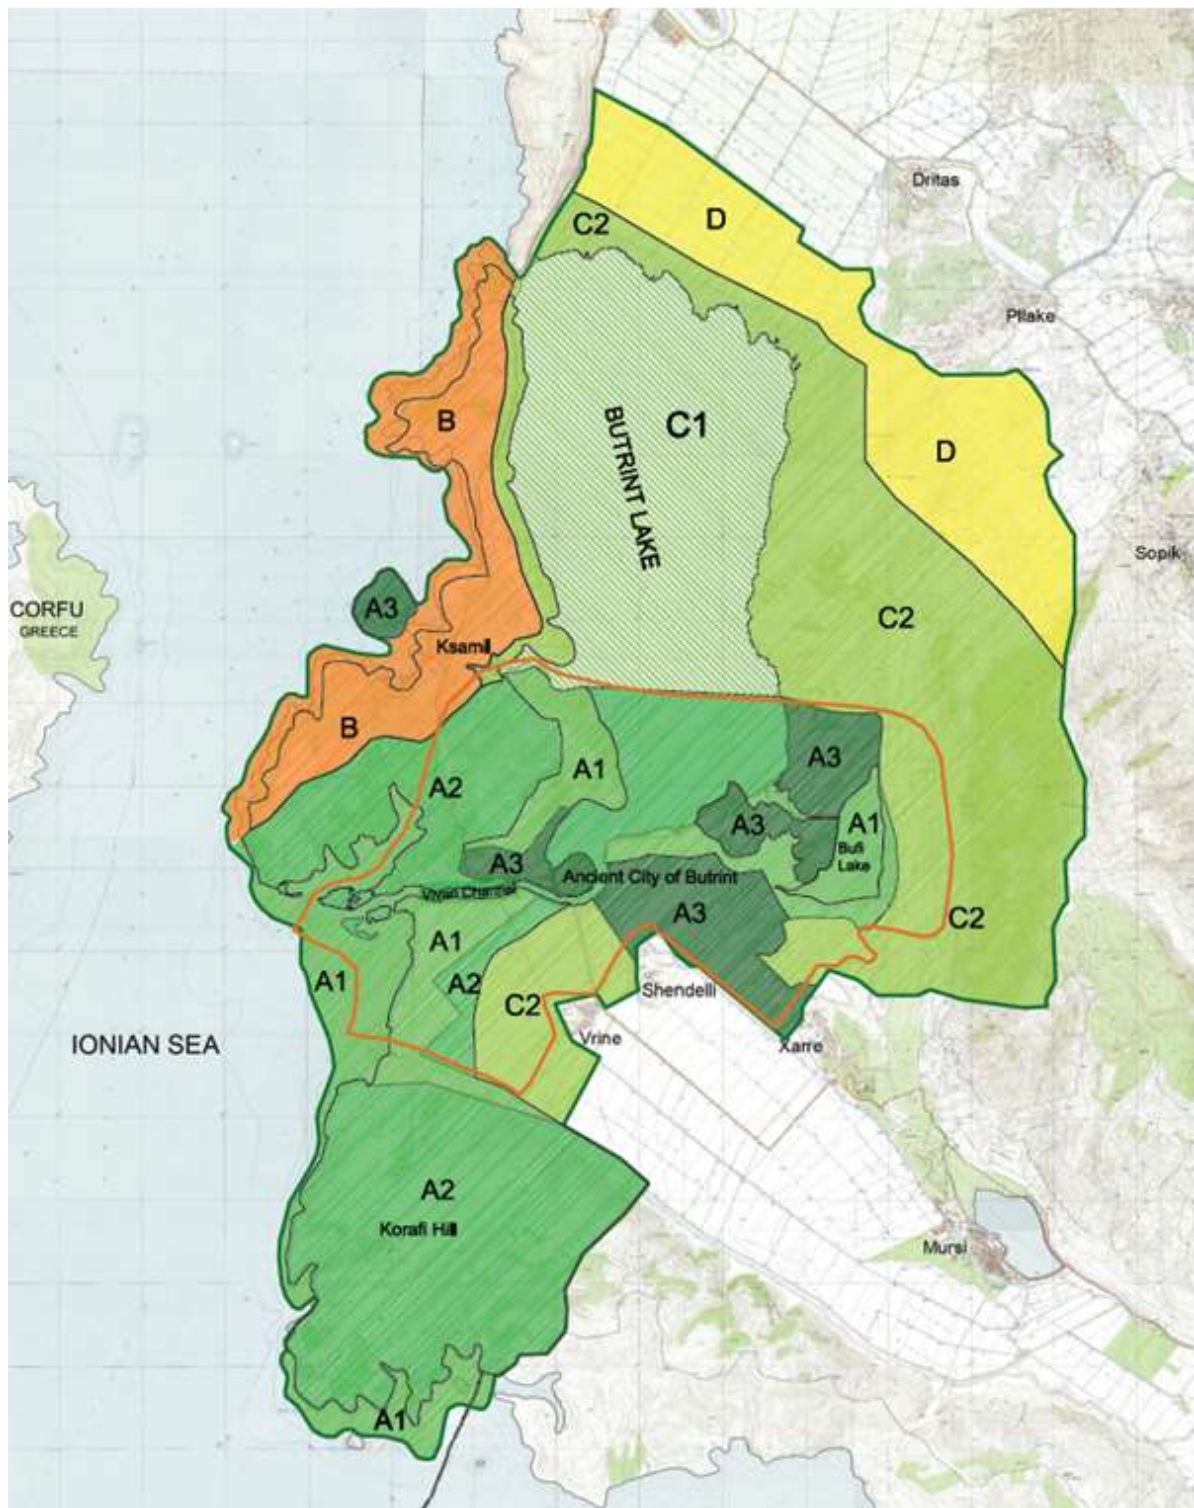 Dritas
D
C2
Pllake
C1
B
BUTRINT LAKE
D
Sopik
A3
CORFU
GREECE
C2
Ksamil
B
A1
A3
A2
A3
A1
Bufi
Lake
A3
Ancient City of Butrint
Vivari Channel
A3
C2
A1
A1
A2
Shendelli
C2
Vrine
Xarre
IONIAN SEA
A2
Korafi Hill
Mursi
A1